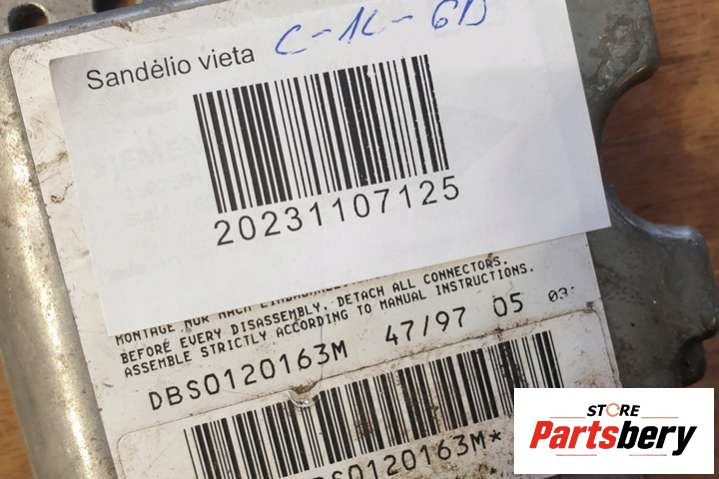 Sandėlio vieta C-1L-6D
20231107125
MONTAGE NUR NACH
BEFORE EVERY DISASSEMBLY, DETACH ALL CONNECTORS.
ASSEMBLE STRICTLY ACCORDING TO MANUAL INSTRUCTIONS.
DBS0120163M 47/97 05 03
DBS0120163M*
STORE
Partsbery